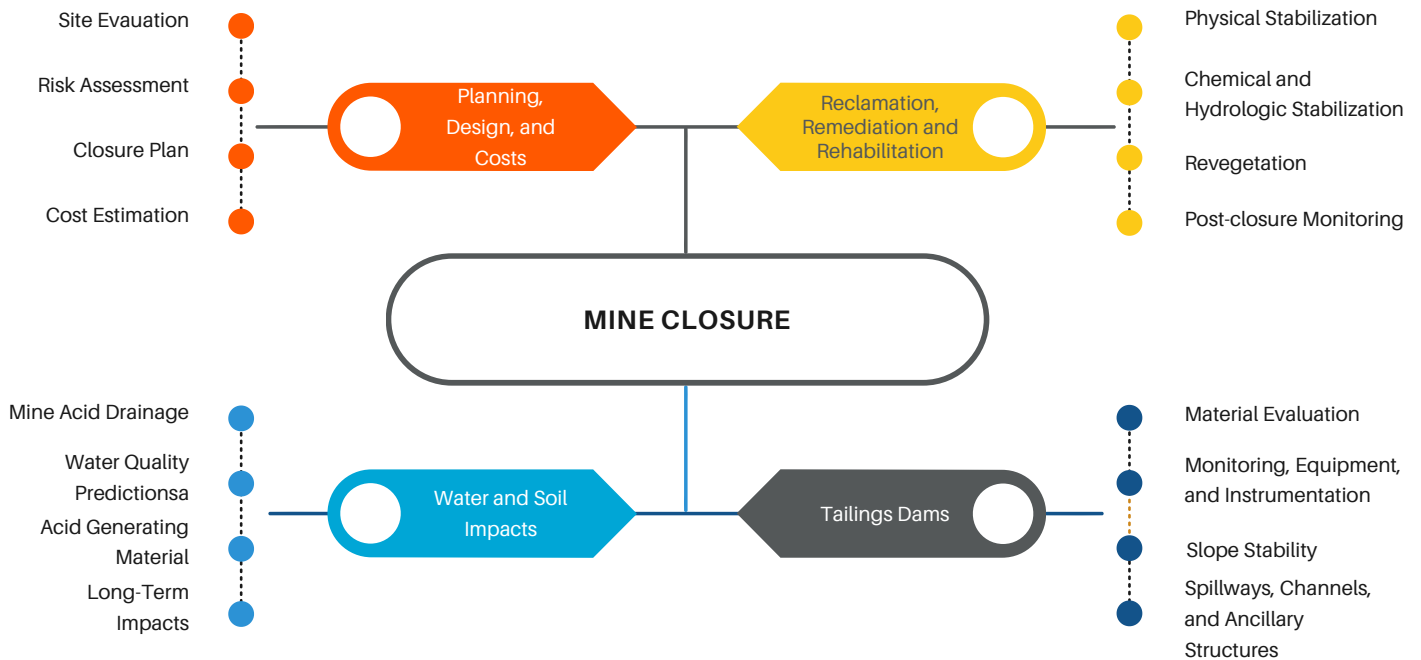 Site Evauation
Risk Assessment
Closure Plan
Cost Estimation
Planning,
Design, and
Costs
Reclamation,
Remediation and
Rehabilitation
Physical Stabilization
Chemical and
Hydrologic Stabilization
Revegetation
Post-closure Monitoring
MINE CLOSURE
Mine Acid Drainage
Water Quality
Predictionsa
Acid Generating
Material
Long-Term
Impacts
Water and Soil
Impacts
Tailings Dams
Material Evaluation
Monitoring, Equipment,
and Instrumentation
Slope Stability
Spillways, Channels,
and Ancillary
Structures